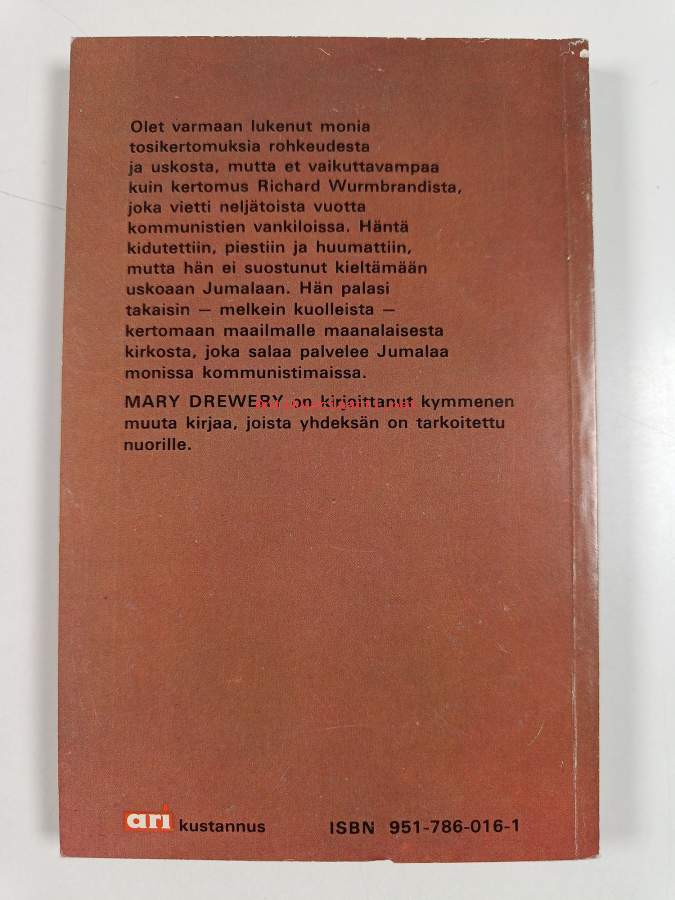 Olet varmaan lukenut monia
tosikertomuksia rohkeudesta
ja uskosta, mutta et vaikuttavampaa
kuin kertomus Richard Wurmbrandista,
joka vietti neljätoista vuotta
kommunistien vankiloissa. Häntä
kidutettiin, piestiin ja huumattiin,
mutta hän ei suostunut kieltämään
uskoaan Jumalaan. Hän palasi
takaisin — melkein kuolleista —
kertomaan maailmalle maanalaisesta
kirkosta, joka salaa palvelee Jumalaa
monissa kommunistimaissa.
MARY DREWERY on kirjoittanut kymmenen
muuta kirjaa, joista yhdeksän on tarkoitettu
nuorille.
ari kustannus ISBN 951-786-016-1